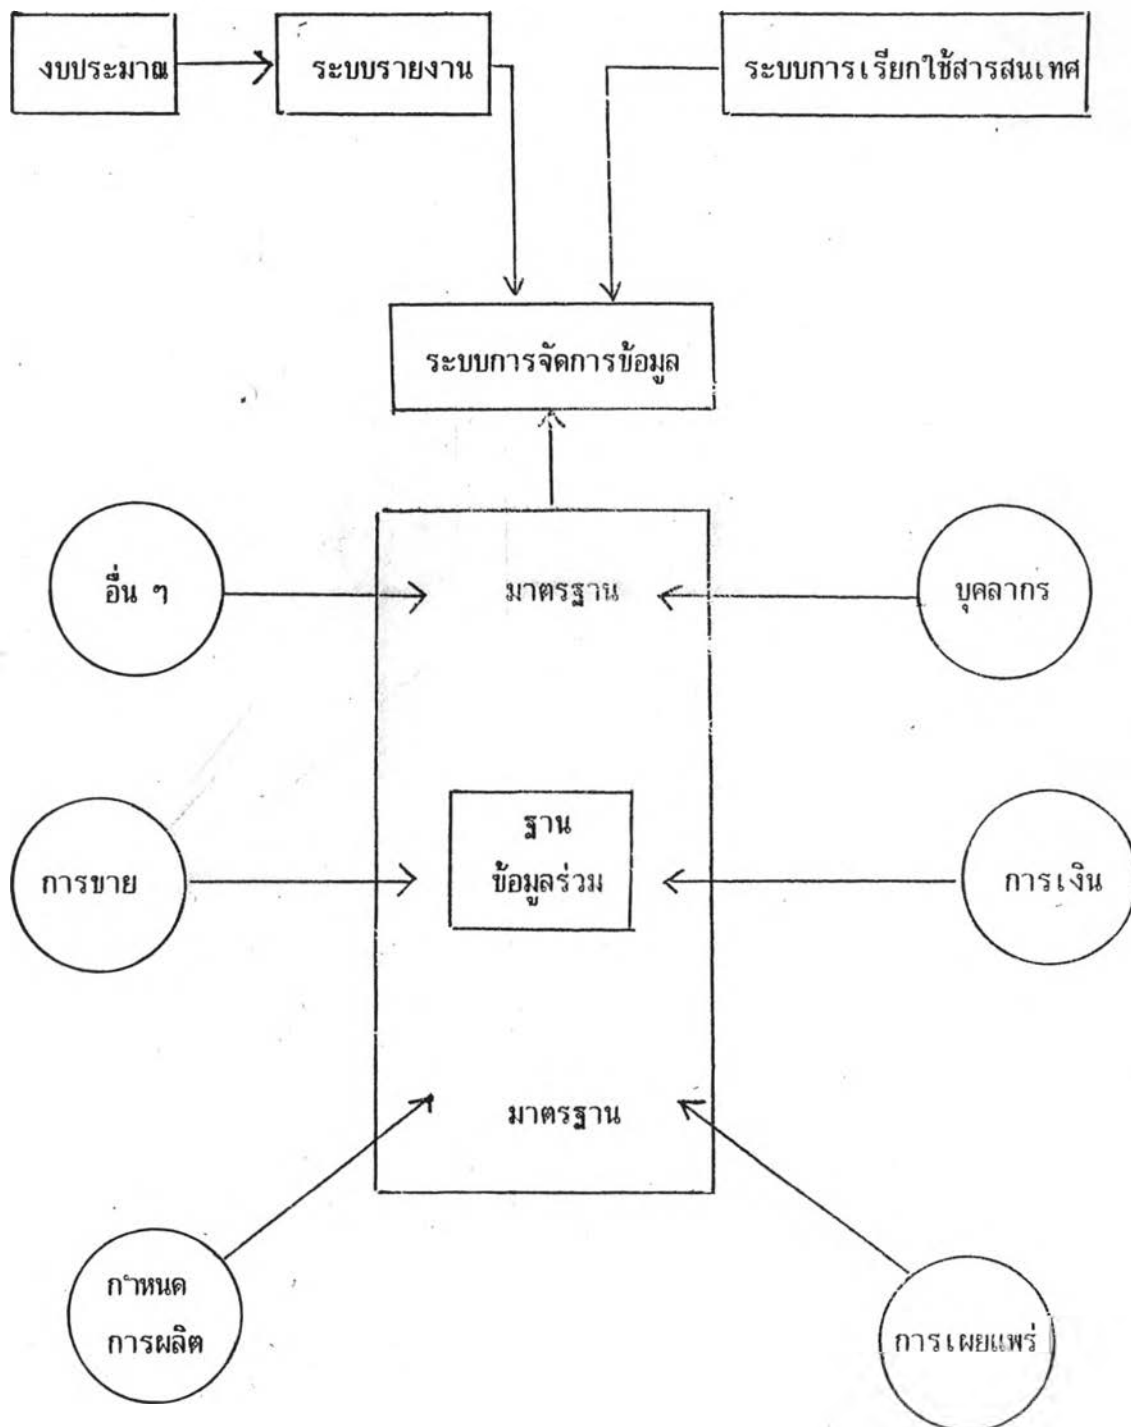 งบประมาณ
ระบบรายงาน
ระบบการเรียกใช้สารสนเทศ
ระบบการจัดการข้อมูล
อื่น ๆ
มาตรฐาน
บุคลากร
การขาย
ฐาน
ข้อมูลร่วม
การเงิน
มาตรฐาน
กำหนด
การผลิต
การเผยแพร่